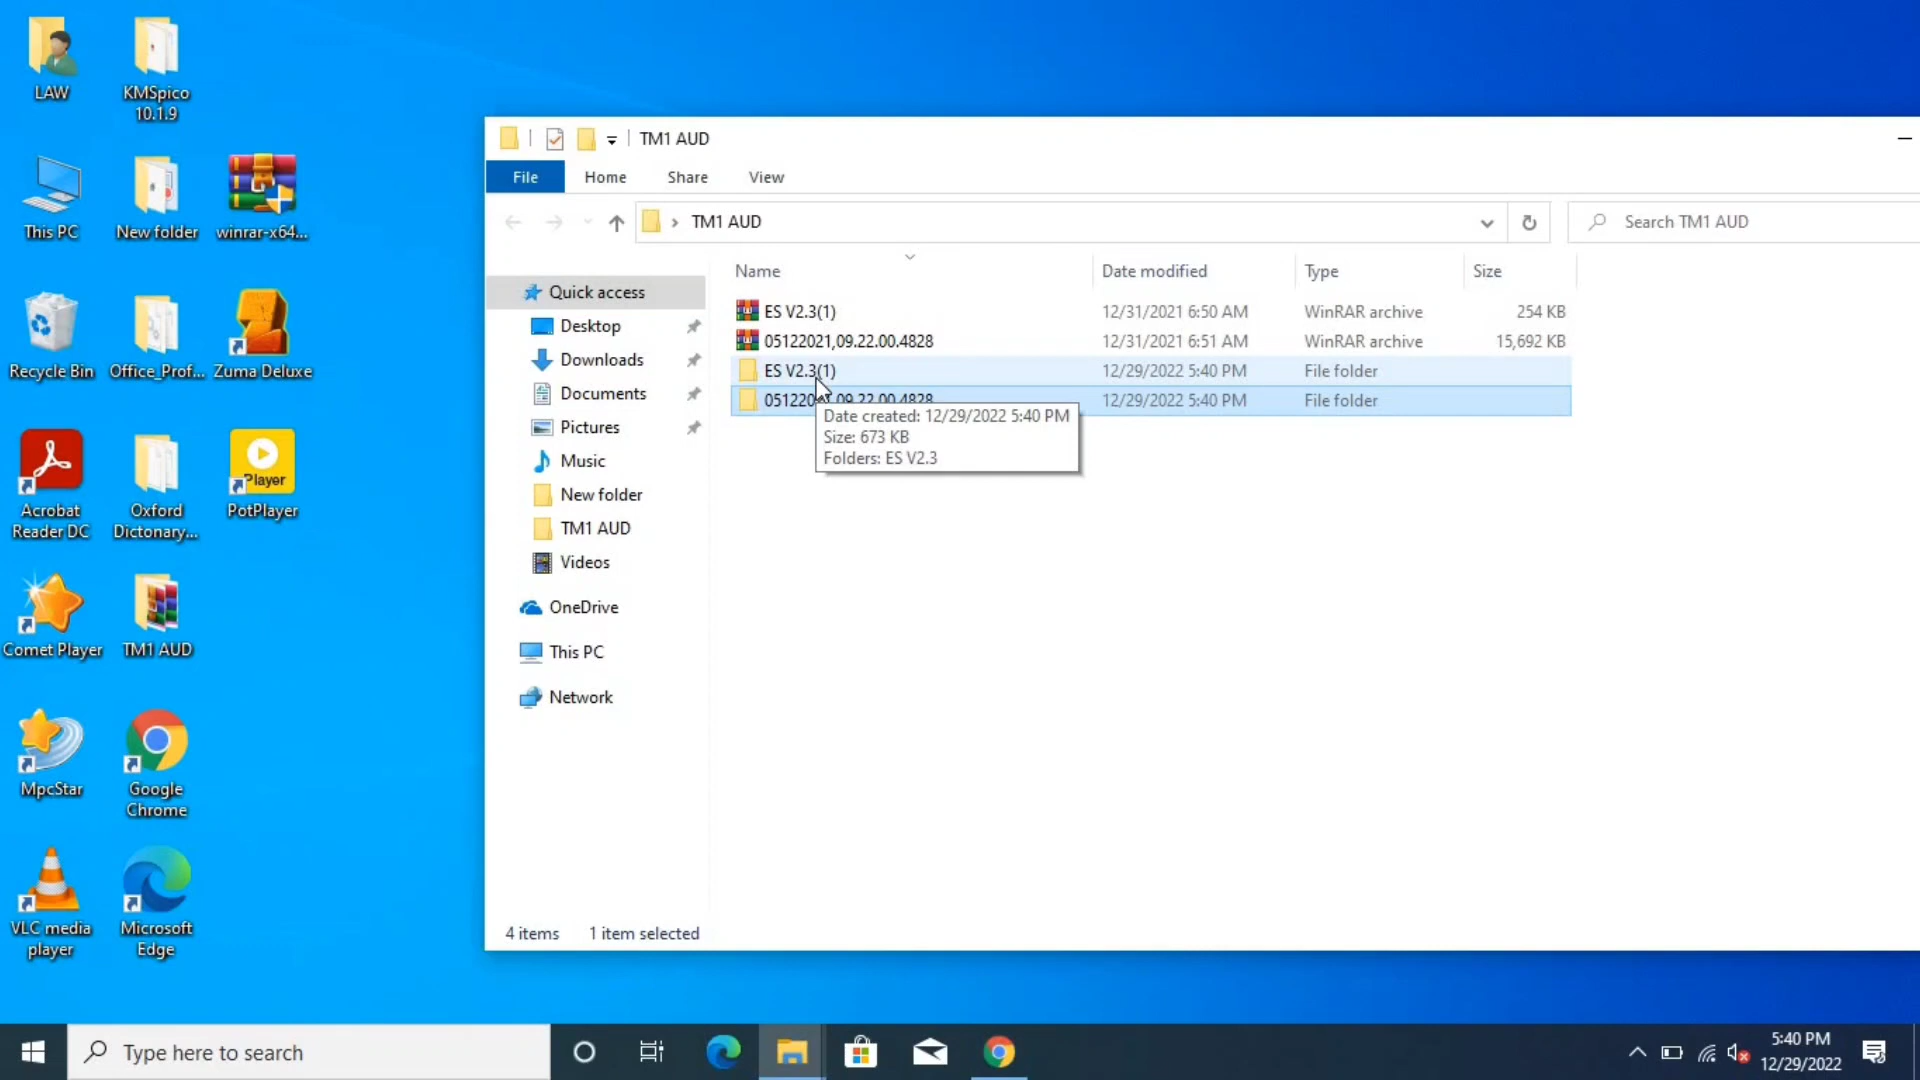 LAW
KMSpico
10.1.9
This PC
New folder
winrar-x64...
Recycle Bin
Office_Prof...
Zuma Deluxe
Acrobat
Reader DC
Oxford
Dictonary...
Player
PotPlayer
Comet Player
TM1 AUD
MpcStar
Google
Chrome
VLC media
player
Microsoft
Edge
TM1 AUD
File Home Share View
TM1 AUD
Search TM1 AUD
Name Date modified Type Size
ES V2.3(1) 12/31/2021 6:50 AM WinRAR archive 254 KB
05122021,09.22.00.4828 12/31/2021 6:51 AM WinRAR archive 15,692 KB
ES V2.3(1) 12/29/2022 5:40 PM File folder
05122021,09.22.00.4828 12/29/2022 5:40 PM File folder
Date created: 12/29/2022 5:40 PM
Size: 673 KB
Folders: ES V2.3
Quick access
Desktop
Downloads
Documents
Pictures
Music
New folder
TM1 AUD
Videos
OneDrive
This PC
Network
4 items 1 item selected
Type here to search
5:40 PM
12/29/2022